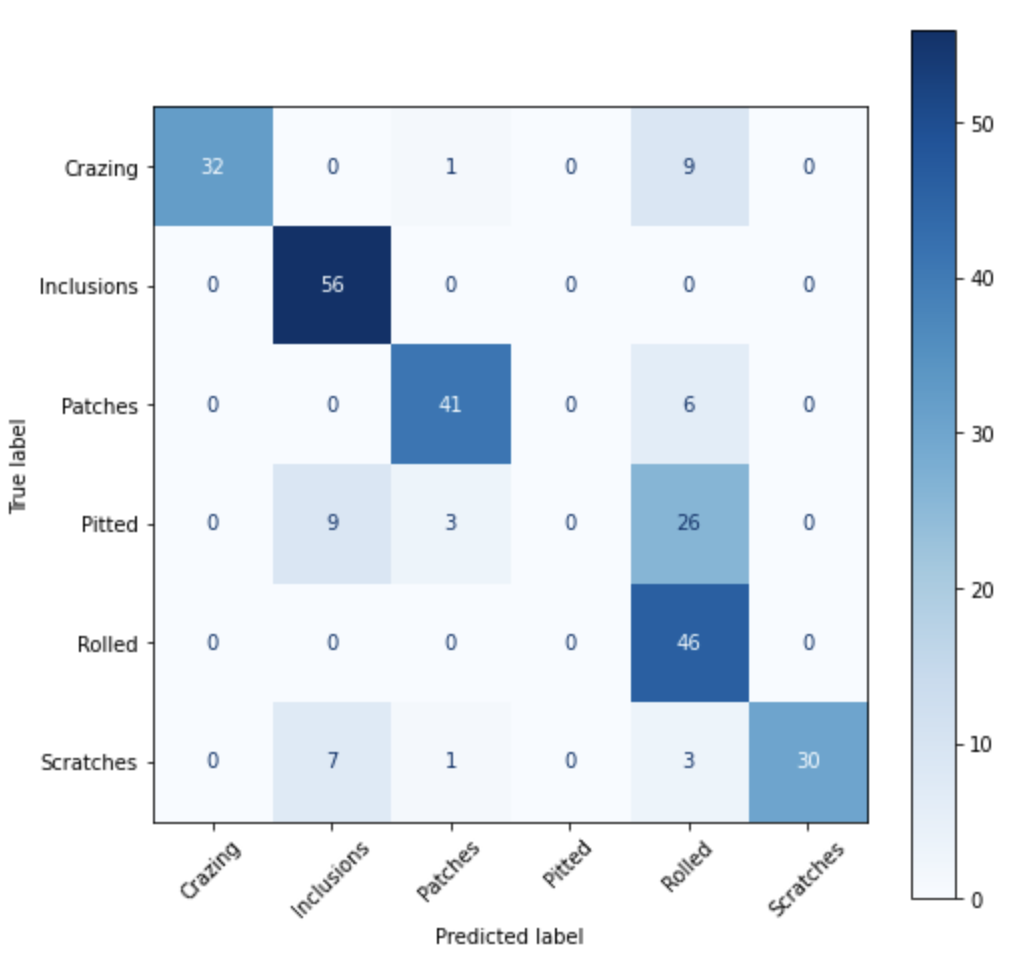 50
Crazing 32 0 1 0 9 0
Inclusions 0 56 0 0 0 0
40
Patches 0 0 41 0 6 0
30
True label
Pitted 0 9 3 0 26 0
20
Rolled 0 0 0 0 46 0
10
Scratches 0 7 1 0 3 30
0
Crazing Inclusions Patches Pitted Rolled Scratches
Predicted label